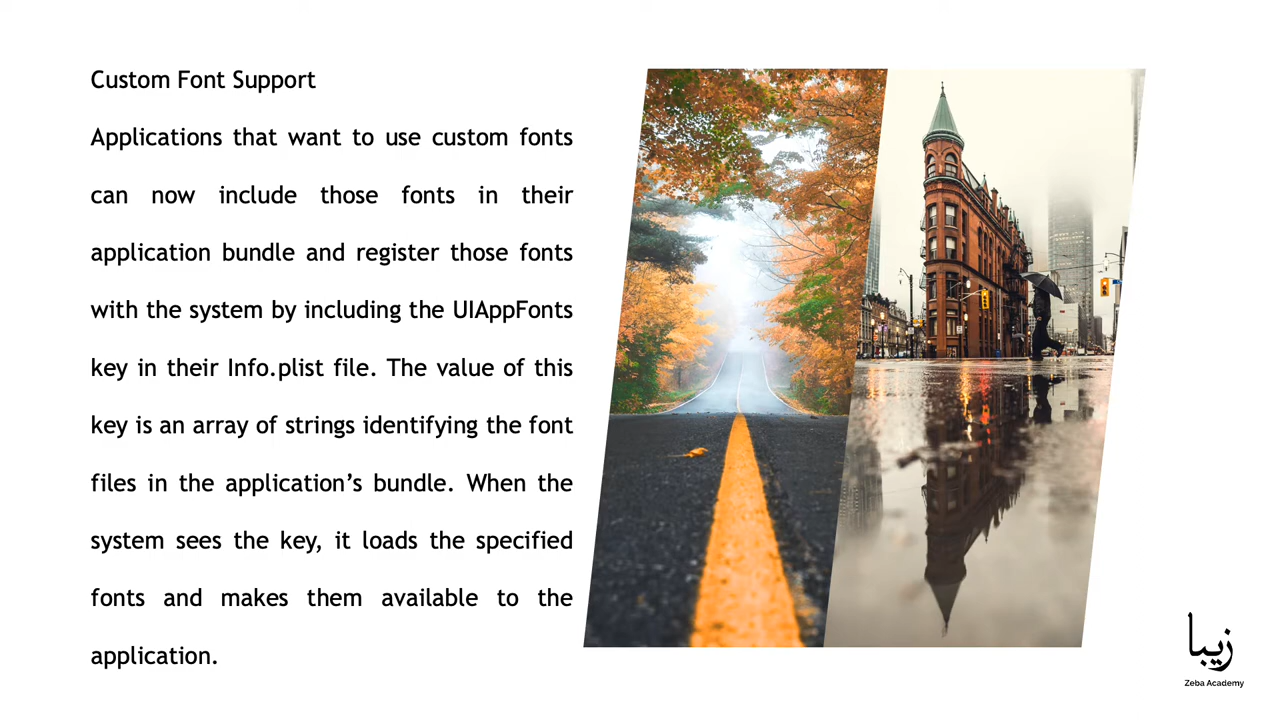 Custom Font Support
Applications that want to use custom fonts
can now include those fonts in their
application bundle and register those fonts
with the system by including the UIAppFonts
key in their Info.plist file. The value of this
key is an array of strings identifying the font
files in the application’s bundle. When the
system sees the key, it loads the specified
fonts and makes them available to the
application.
زیبا
Zeba Academy